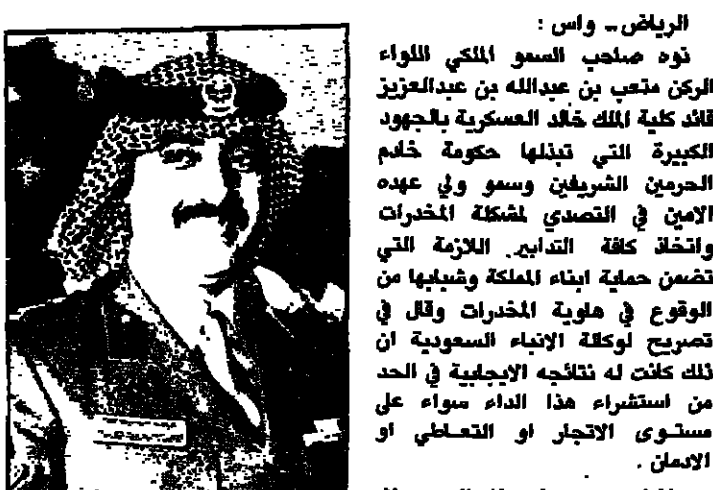 الرياض - واس :
نوه صاحب السمو الملكي اللواء
الركن متعب بن عبدالله بن عبدالعزيز
قائد كلية الملك خالد العسكرية بالجهود
الكبيرة التي تبذلها حكومة خادم
الحرمين الشريفين وسمو ولي عهده
الامين في التصدي لمشكلة المخدرات
واتخاذ كافة التدابير اللازمة التي
تضمن حماية ابناء المملكة وشبابها من
الوقوع في هاوية المخدرات وقال في
تصريح لوكالة الانباء السعودية ان
ذلك كانت له نتائجه الايجابية في الحد
من استشراء هذا الداء سواء على
مستوى الاتجار او التعاطي او
الادمان .